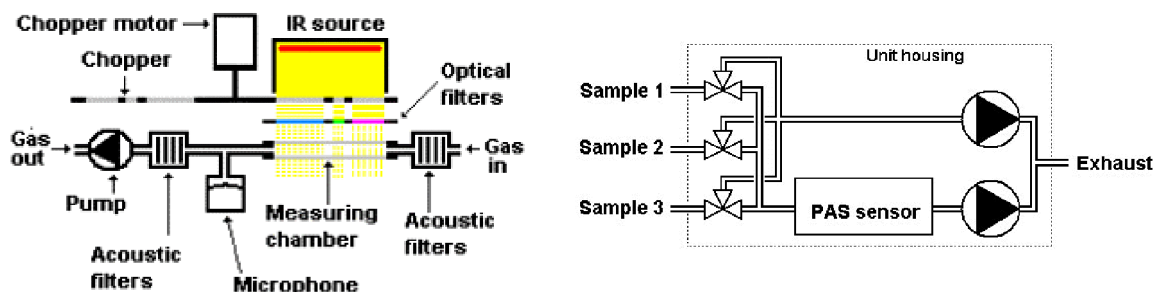 Chopper motor
IR source
Chopper
Optical
filters
Gas
out
Gas
in
Pump
Measuring
chamber
Acoustic
filters
Acoustic
filters
Microphone
Unit housing
Sample 1
Sample 2
Sample 3
PAS sensor
Exhaust